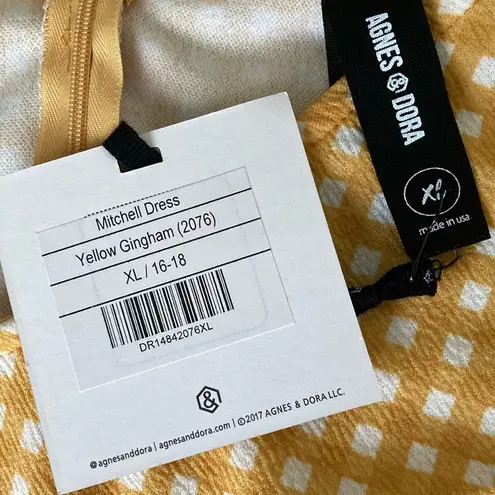 AGNES & DORA
XL
made in usa
Mitchell Dress
Yellow Gingham (2076)
XL / 16-18
DR14842076XL
&
@agnesanddora | agnesanddora.com | ©2017 AGNES & DORA LLC.